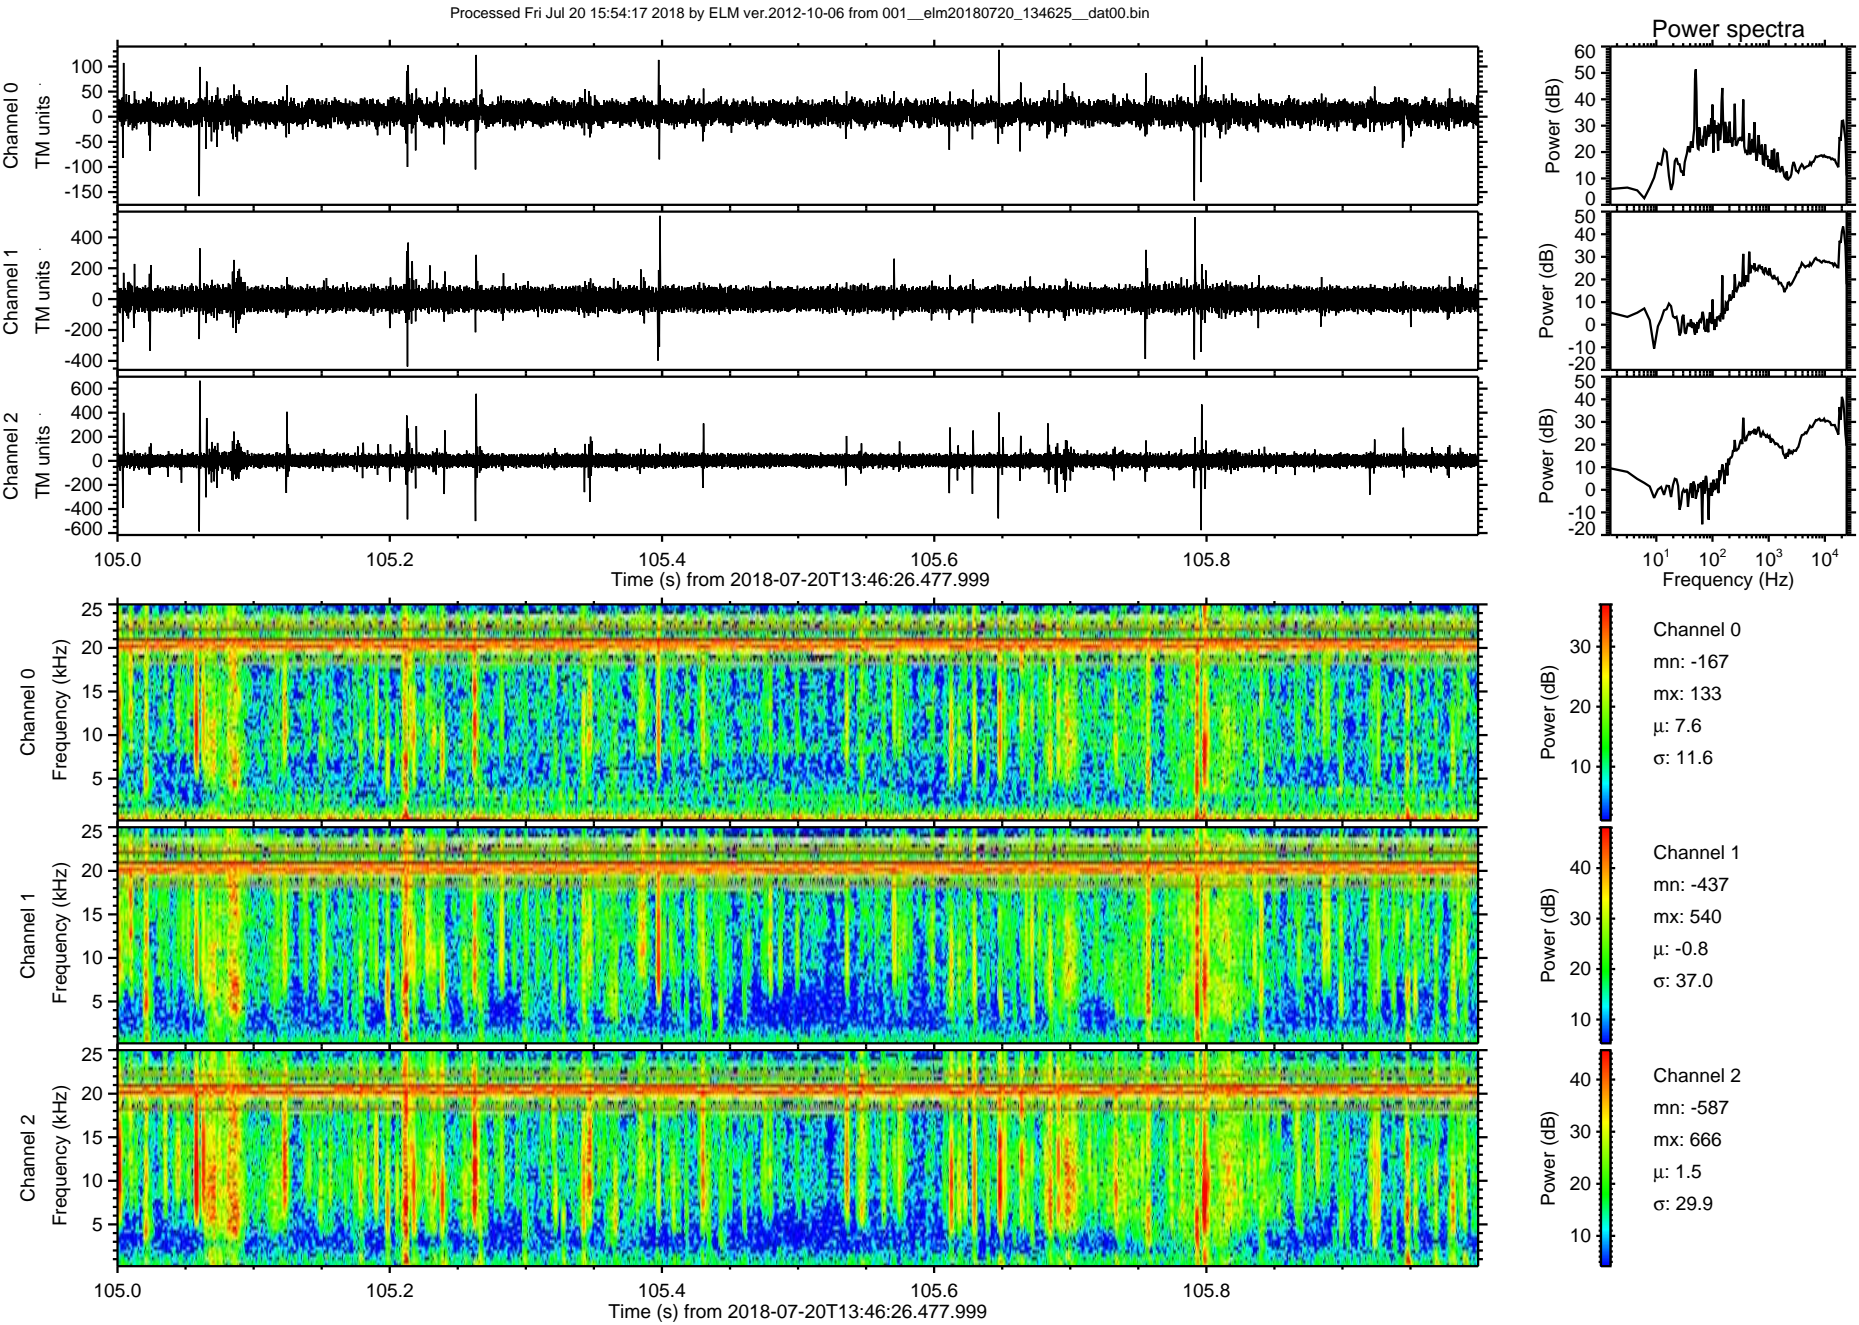 Processed Fri Jul 20 15:54:17 2018 by ELM ver.2012-10-06 from 001__elm20180720_134625__dat00.bin
Power spectra
Channel 0
TM units
100
50
0
-50
-100
-150
Power (dB)
60
50
40
30
20
10
0
Channel 1
TM units
400
200
0
-200
-400
Power (dB)
50
40
30
20
10
0
-10
-20
Channel 2
TM units
600
400
200
0
-200
-400
-600
Power (dB)
50
40
30
20
10
0
-10
-20
105.0 105.2 105.4 105.6 105.8
Time (s) from 2018-07-20T13:46:26.477.999
10^1 10^2 10^3 10^4
Frequency (Hz)
Channel 0
Frequency (kHz)
25
20
15
10
5
Power (dB)
30
20
10
Channel 0
mn: -167
mx: 133
μ: 7.6
σ: 11.6
Channel 1
Frequency (kHz)
25
20
15
10
5
Power (dB)
40
30
20
10
Channel 1
mn: -437
mx: 540
μ: -0.8
σ: 37.0
Channel 2
Frequency (kHz)
25
20
15
10
5
Power (dB)
40
30
20
10
Channel 2
mn: -587
mx: 666
μ: 1.5
σ: 29.9
105.0 105.2 105.4 105.6 105.8
Time (s) from 2018-07-20T13:46:26.477.999